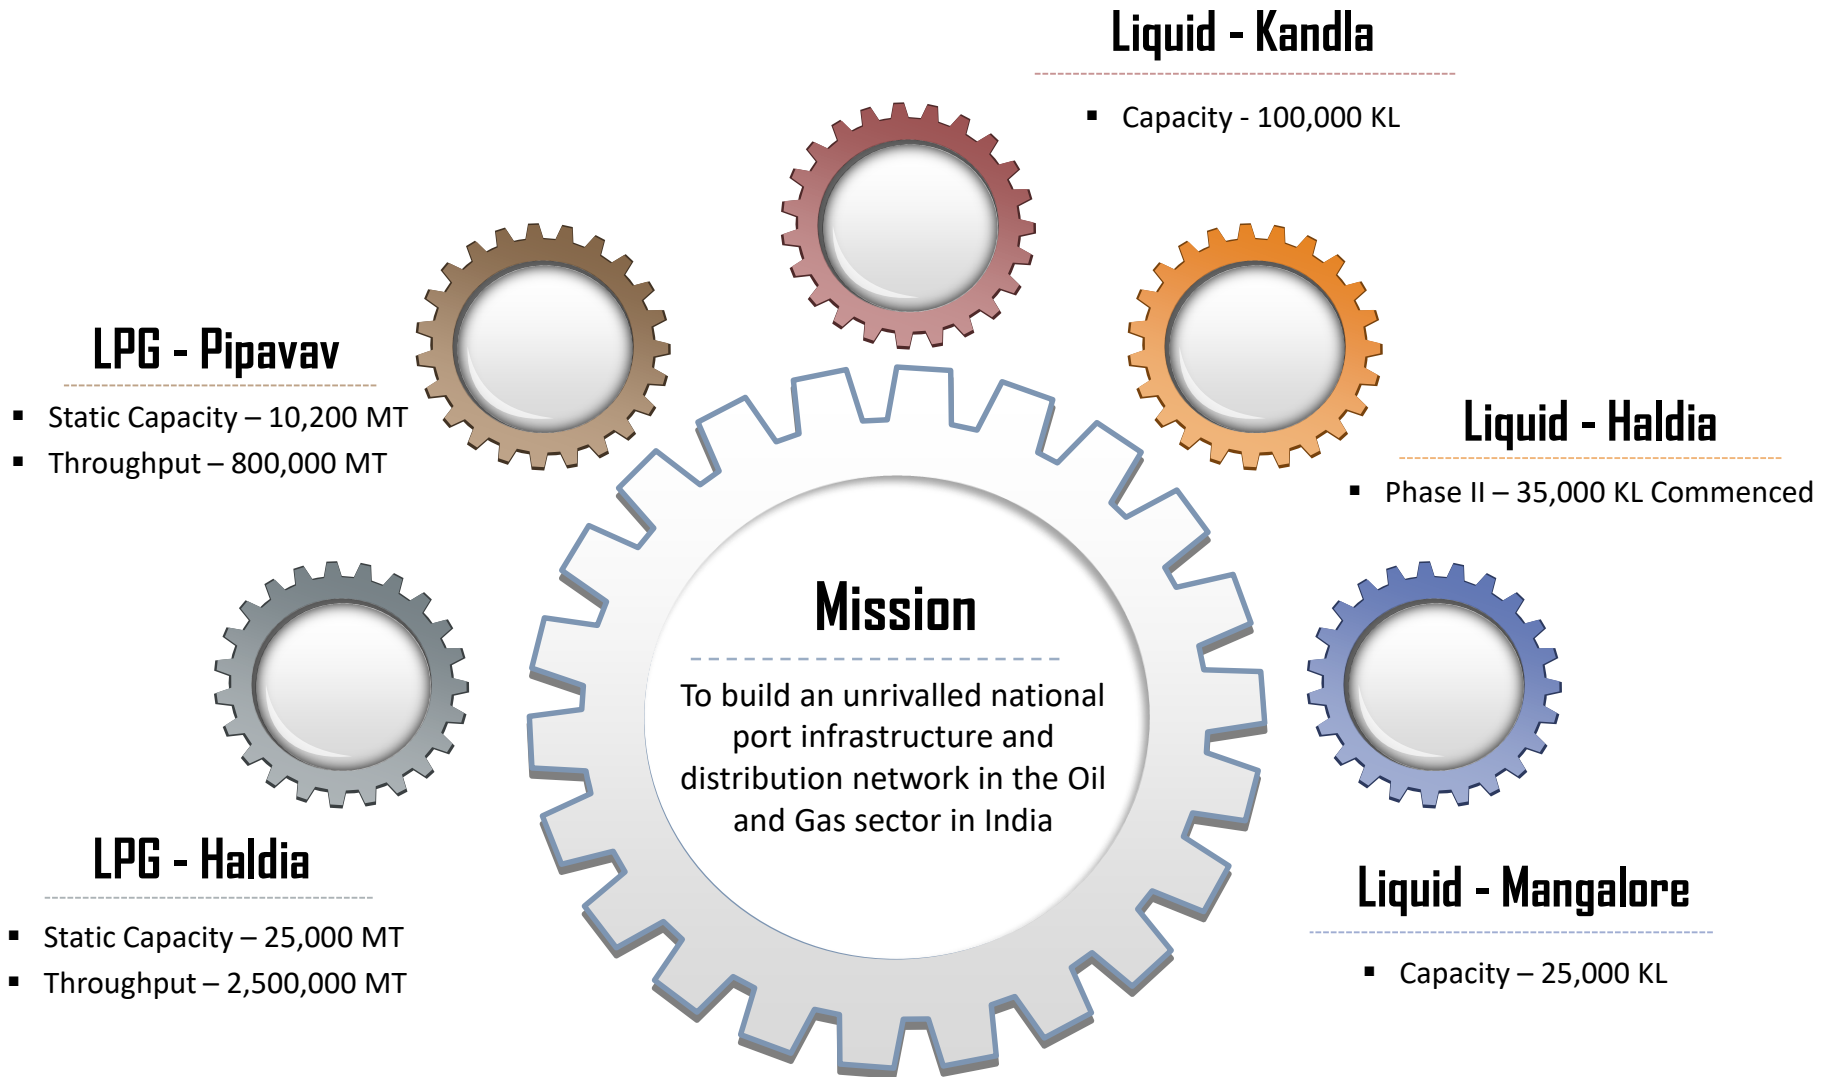 Liquid - Kandla
▪ Capacity - 100,000 KL
LPG - Pipavav
▪ Static Capacity – 10,200 MT
▪ Throughput – 800,000 MT
Liquid - Haldia
▪ Phase II – 35,000 KL Commenced
Mission
To build an unrivalled national
port infrastructure and
distribution network in the Oil
and Gas sector in India
LPG - Haldia
▪ Static Capacity – 25,000 MT
▪ Throughput – 2,500,000 MT
Liquid - Mangalore
▪ Capacity – 25,000 KL